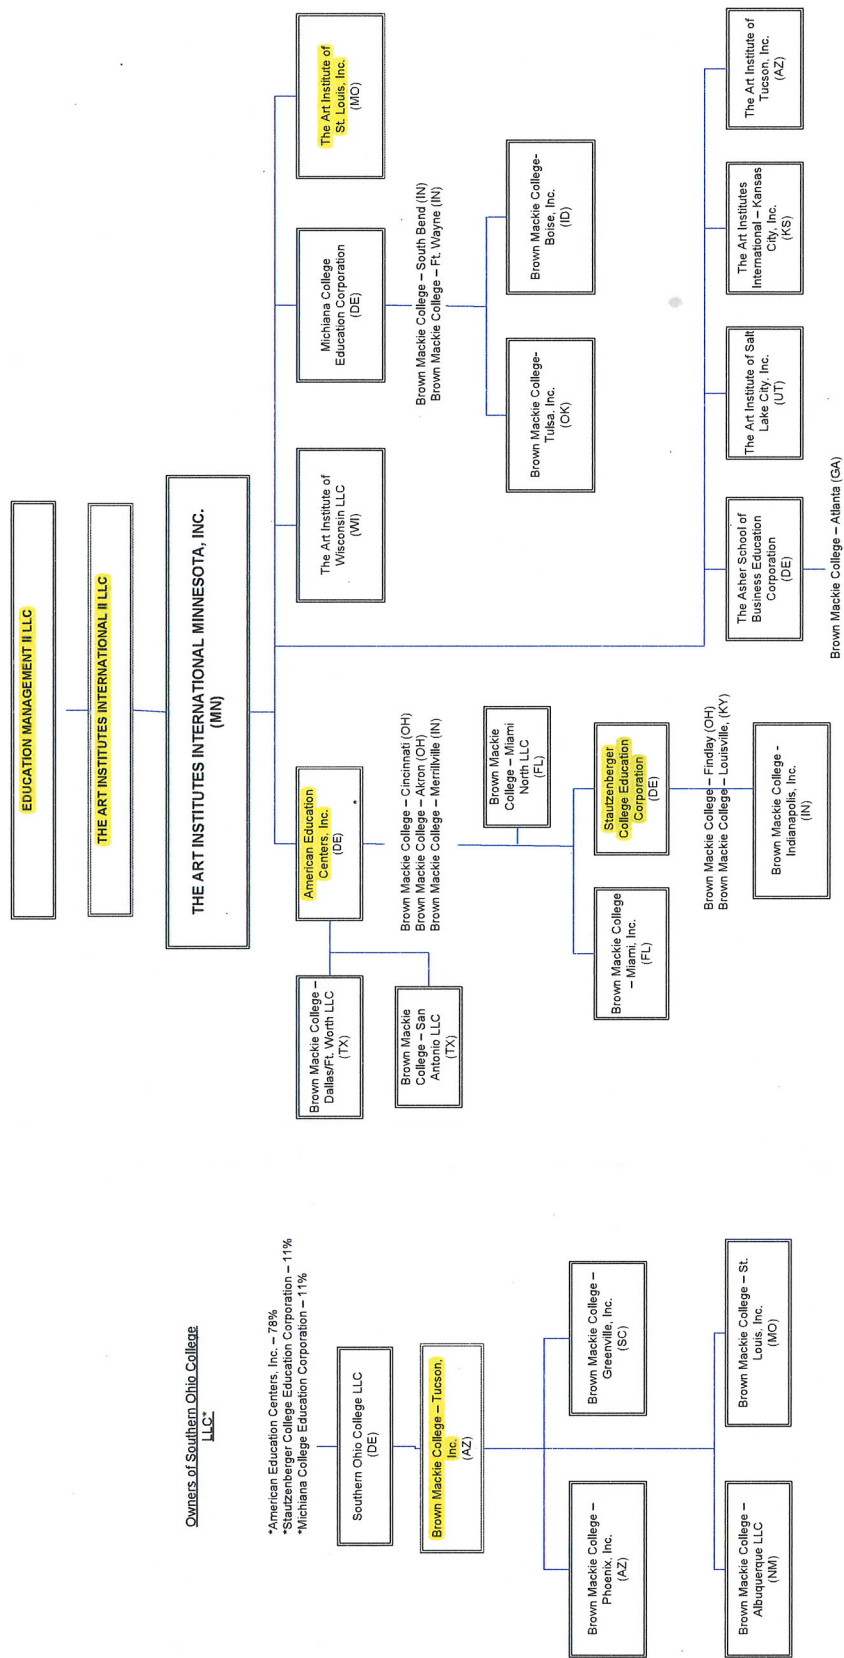 EDUCATION MANAGEMENT II LLC
THE ART INSTITUTES INTERNATIONAL II LLC
THE ART INSTITUTES INTERNATIONAL MINNESOTA, INC.
(MN)
Brown Mackie College –
Dallas/Ft. Worth LLC
(TX)
Brown Mackie
College – San
Antonio LLC
(TX)
American Education
Centers, Inc.
(DE)
*
Brown Mackie College – Cincinnati (OH)
Brown Mackie College – Akron (OH)
Brown Mackie College – Merrillville (IN)
Brown Mackie
College – Miami
North LLC
(FL)
Brown Mackie College
– Miami, Inc.
(FL)
Stautzenberger
College Education
Corporation
(DE)
Brown Mackie College – Findlay (OH)
Brown Mackie College – Louisville, (KY)
Brown Mackie College -
Indianapolis, Inc.
(IN)
The Art Institute of
Wisconsin LLC
(WI)
Michiana College
Education Corporation
(DE)
Brown Mackie College – South Bend (IN)
Brown Mackie College – Ft. Wayne (IN)
Brown Mackie College-
Tulsa, Inc.
(OK)
Brown Mackie College-
Boise, Inc.
(ID)
The Art Institute of
St. Louis, Inc.
(MO)
The Asher School of
Business Education
Corporation
(DE)
Brown Mackie College – Atlanta (GA)
The Art Institute of Salt
Lake City, Inc.
(UT)
The Art Institutes
International – Kansas
City, Inc.
(KS)
The Art Institute of
Tucson, Inc.
(AZ)
Owners of Southern Ohio College
LLC*
*American Education Centers, Inc. – 78%
*Stautzenberger College Education Corporation – 11%
*Michiana College Education Corporation – 11%
Southern Ohio College LLC
(DE)
Brown Mackie College – Tucson,
Inc.
(AZ)
Brown Mackie College –
Phoenix, Inc.
(AZ)
Brown Mackie College –
Greenville, Inc.
(SC)
Brown Mackie College –
Albuquerque LLC
(NM)
Brown Mackie College – St.
Louis, Inc.
(MO)